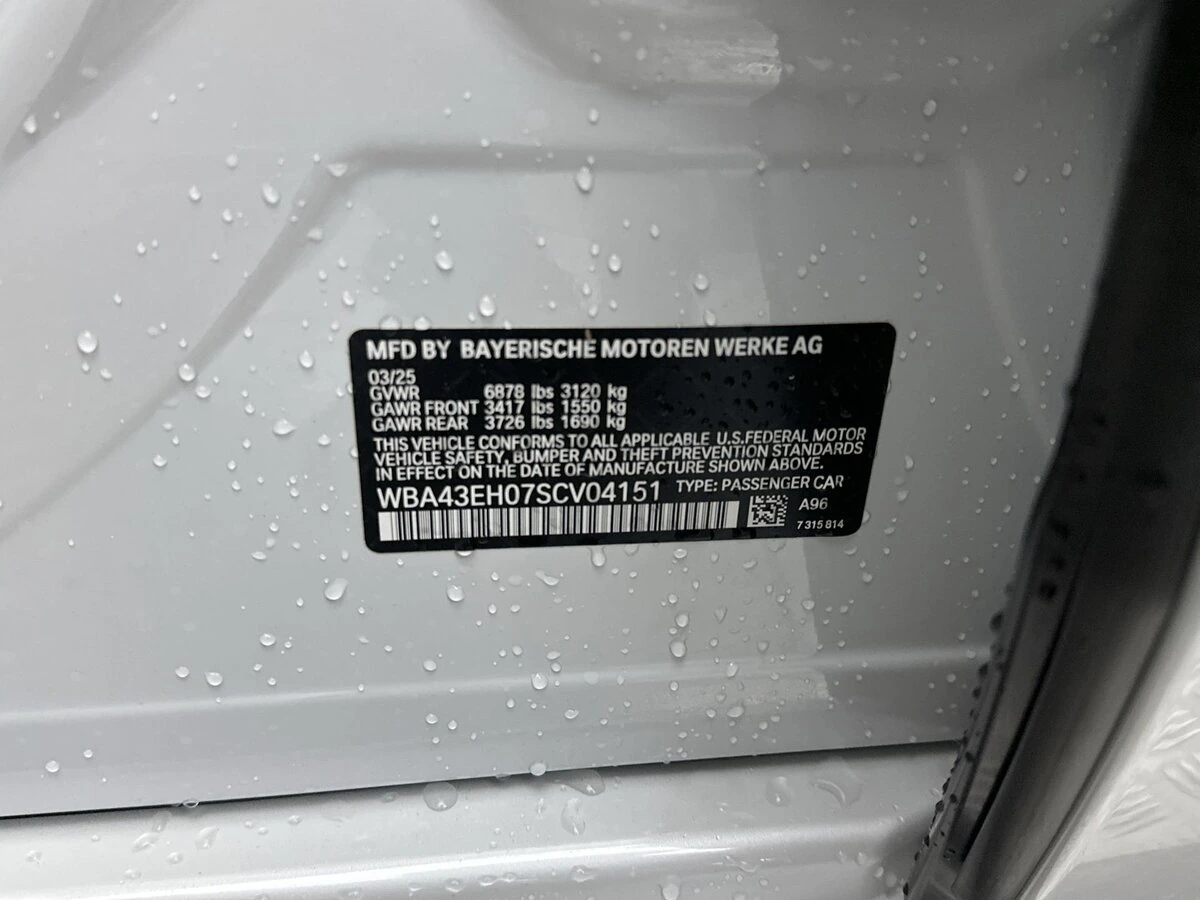 MFD BY BAYERISCHE MOTOREN WERKE AG
03/25
GVWR 6878 lbs 3120 kg
GAWR FRONT 3417 lbs 1550 kg
GAWR REAR 3726 lbs 1690 kg
THIS VEHICLE CONFORMS TO ALL APPLICABLE U.S.FEDERAL MOTOR
VEHICLE SAFETY, BUMPER AND THEFT PREVENTION STANDARDS
IN EFFECT ON THE DATE OF MANUFACTURE SHOWN ABOVE.
WBA43EH07SCV04151 TYPE: PASSENGER CAR
A96
7 315 814